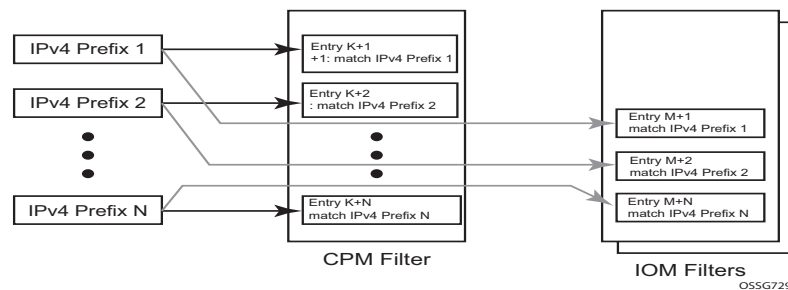 IPv4 Prefix 1
IPv4 Prefix 2
IPv4 Prefix N
Entry K+1
+1: match IPv4 Prefix 1
Entry K+2
: match IPv4 Prefix 2
Entry K+N
match IPv4 Prefix N
CPM Filter
Entry M+1
match IPv4 Prefix 1
Entry M+2
match IPv4 Prefix 2
Entry M+N
match IPv4 Prefix N
IOM Filters
OSSG729